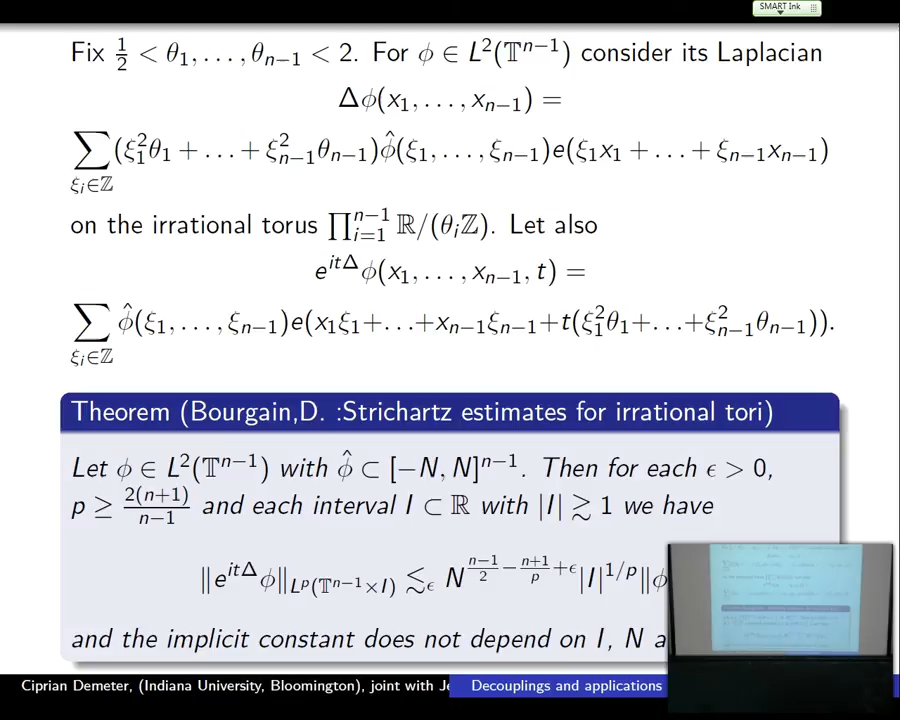 SMART Ink
Fix 1/2 < θ₁, . . . , θₙ₋₁ < 2. For ϕ ∈ L²(𝕋ⁿ⁻¹) consider its Laplacian
Δϕ(x₁, . . . , xₙ₋₁) =
∑_{ξᵢ∈ℤ} (ξ₁²θ₁ + . . . + ξₙ₋₁²θₙ₋₁)ϕ̂(ξ₁, . . . , ξₙ₋₁)e(ξ₁x₁ + . . . + ξₙ₋₁xₙ₋₁)
on the irrational torus ∏_{i=1}^{n−1} ℝ/(θᵢℤ). Let also
e^{itΔ}ϕ(x₁, . . . , xₙ₋₁, t) =
∑_{ξᵢ∈ℤ} ϕ̂(ξ₁, . . . , ξₙ₋₁)e(x₁ξ₁+. . .+xₙ₋₁ξₙ₋₁+t(ξ₁²θ₁+. . .+ξₙ₋₁²θₙ₋₁)).
Theorem (Bourgain,D. :Strichartz estimates for irrational tori)
Let ϕ ∈ L²(𝕋ⁿ⁻¹) with ϕ̂ ⊂ [−N, N]ⁿ⁻¹. Then for each ϵ > 0,
p ≥ 2(n+1)/(n−1) and each interval I ⊂ ℝ with |I| ≳ 1 we have
‖e^{itΔ}ϕ‖_{Lᵖ(𝕋ⁿ⁻¹×I)} ≲_ϵ N^{(n−1)/2 − (n+1)/p + ϵ}|I|^{1/p}‖ϕ
and the implicit constant does not depend on I, N
Ciprian Demeter, (Indiana University, Bloomington), joint with Decouplings and applications